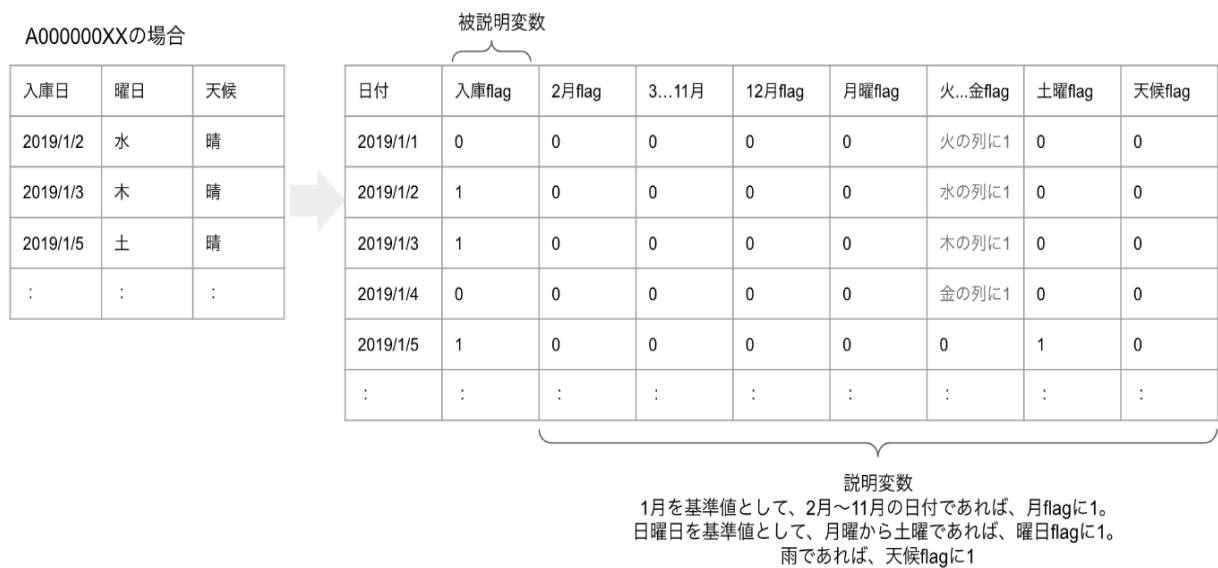 A000000XXの場合
入庫日 曜日 天候
2019/1/2 水 晴
2019/1/3 木 晴
2019/1/5 土 晴
: : :
被説明変数
日付 入庫flag 2月flag 3…11月 12月flag 月曜flag 火...金flag 土曜flag 天候flag
2019/1/1 0 0 0 0 0 火の列に1 0 0
2019/1/2 1 0 0 0 0 水の列に1 0 0
2019/1/3 1 0 0 0 0 木の列に1 0 0
2019/1/4 0 0 0 0 0 金の列に1 0 0
2019/1/5 1 0 0 0 0 0 1 0
: : : : : : : : :
説明変数
1月を基準値として、2月〜11月の日付であれば、月flagに1。
日曜日を基準値として、月曜から土曜であれば、曜日flagに1。
雨であれば、天候flagに1